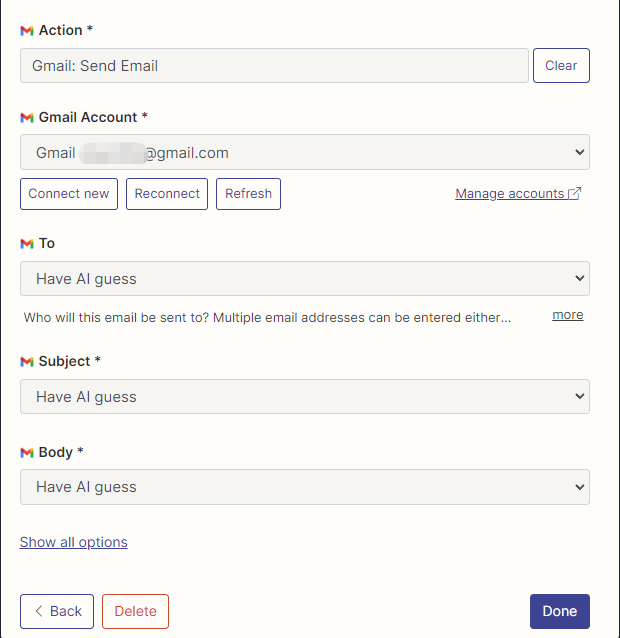 Action *
Gmail: Send Email
Clear
Gmail Account *
Gmail @gmail.com
Connect new
Reconnect
Refresh
Manage accounts
To
Have AI guess
Who will this email be sent to? Multiple email addresses can be entered either...
more
Subject *
Have AI guess
Body *
Have AI guess
Show all options
Back
Delete
Done